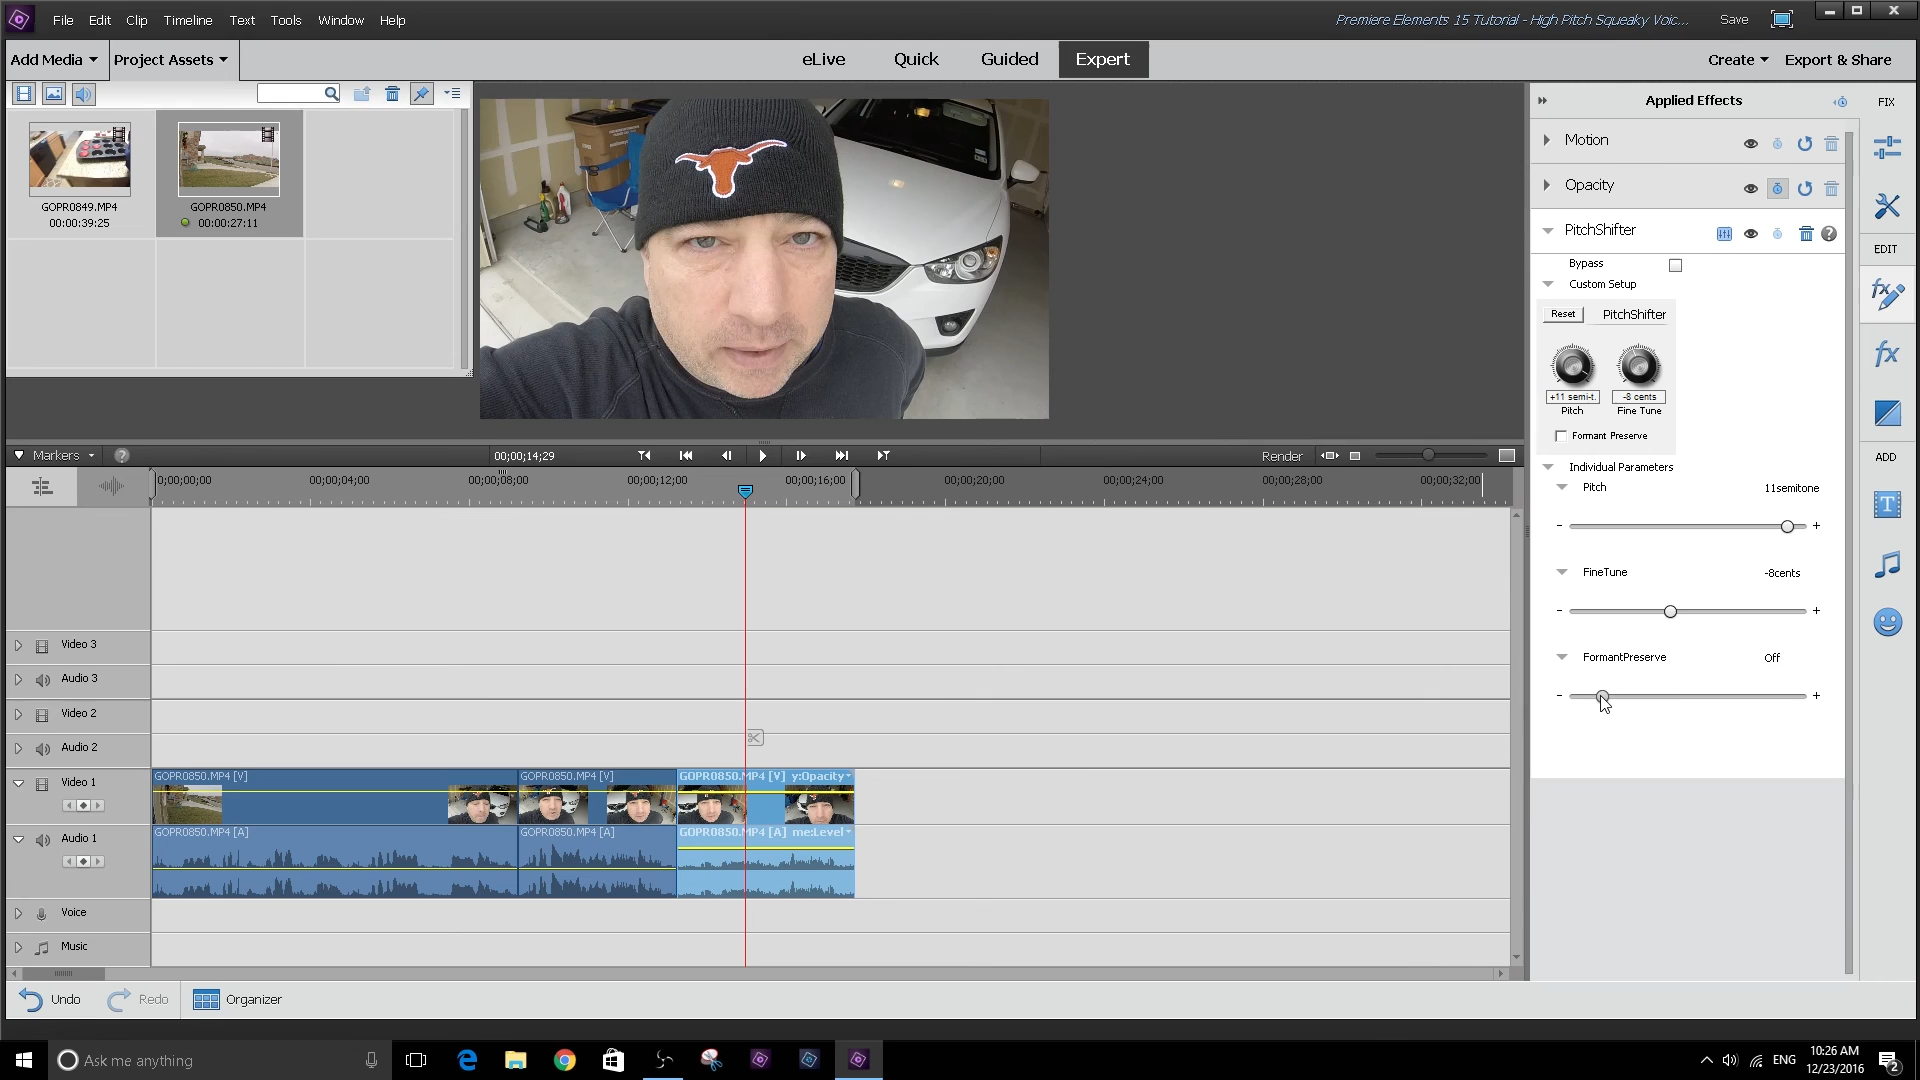 File Edit Clip Timeline Text Tools Window Help
Premiere Elements 15 Tutorial - High Pitch Squeaky Voic...
Save
Add Media
Project Assets
eLive
Quick
Guided
Expert
Create
Export & Share
GOPR0849.MP4
00:00:39:25
GOPR0850.MP4
00:00:27:11
Applied Effects
FIX
Motion
Opacity
PitchShifter
EDIT
Bypass
Custom Setup
Reset
PitchShifter
+11 semi-t.
-8 cents
Pitch
Fine Tune
Formant Preserve
ADD
Individual Parameters
Pitch
11semitone
- +
FineTune
-8cents
- +
FormantPreserve
Off
- +
Markers
00;00;14;29
Render
0;00;00;00
00;00;04;00
00;00;08;00
00;00;12;00
00;00;16;00
00;00;20;00
00;00;24;00
00;00;28;00
00;00;32;00
Video 3
Audio 3
Video 2
Audio 2
Video 1
GOPR0850.MP4 [V]
GOPR0850.MP4 [V]
GOPR0850.MP4 [V] y:Opacity
Audio 1
GOPR0850.MP4 [A]
GOPR0850.MP4 [A]
GOPR0850.MP4 [A] me:Level
Voice
Music
Undo
Redo
Organizer
Ask me anything
ENG
10:26 AM
12/23/2016
2